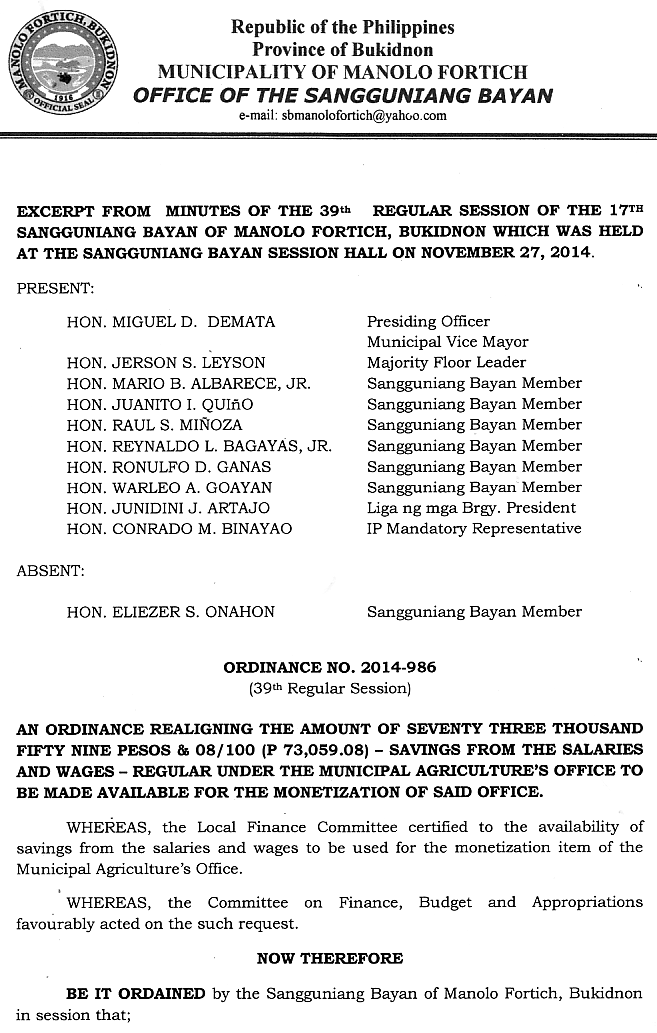 MANOLO FORTICH, BUKIDNON
1916
OFFICIAL SEAL
Republic of the Philippines
Province of Bukidnon
MUNICIPALITY OF MANOLO FORTICH
OFFICE OF THE SANGGUNIANG BAYAN
e-mail: sbmanolofortich@yahoo.com
EXCERPT FROM MINUTES OF THE 39th REGULAR SESSION OF THE 17TH
SANGGUNIANG BAYAN OF MANOLO FORTICH, BUKIDNON WHICH WAS HELD
AT THE SANGGUNIANG BAYAN SESSION HALL ON NOVEMBER 27, 2014.
PRESENT:
HON. MIGUEL D. DEMATA Presiding Officer
Municipal Vice Mayor
HON. JERSON S. LEYSON Majority Floor Leader
HON. MARIO B. ALBARECE, JR. Sangguniang Bayan Member
HON. JUANITO I. QUIñO Sangguniang Bayan Member
HON. RAUL S. MIÑOZA Sangguniang Bayan Member
HON. REYNALDO L. BAGAYAS, JR. Sangguniang Bayan Member
HON. RONULFO D. GANAS Sangguniang Bayan Member
HON. WARLEO A. GOAYAN Sangguniang Bayan Member
HON. JUNIDINI J. ARTAJO Liga ng mga Brgy. President
HON. CONRADO M. BINAYAO IP Mandatory Representative
ABSENT:
HON. ELIEZER S. ONAHON Sangguniang Bayan Member
ORDINANCE NO. 2014-986
(39th Regular Session)
AN ORDINANCE REALIGNING THE AMOUNT OF SEVENTY THREE THOUSAND
FIFTY NINE PESOS & 08/100 (P 73,059.08) – SAVINGS FROM THE SALARIES
AND WAGES – REGULAR UNDER THE MUNICIPAL AGRICULTURE'S OFFICE TO
BE MADE AVAILABLE FOR THE MONETIZATION OF SAID OFFICE.
WHEREAS, the Local Finance Committee certified to the availability of
savings from the salaries and wages to be used for the monetization item of the
Municipal Agriculture's Office.
WHEREAS, the Committee on Finance, Budget and Appropriations
favourably acted on the such request.
NOW THEREFORE
BE IT ORDAINED by the Sangguniang Bayan of Manolo Fortich, Bukidnon
in session that;